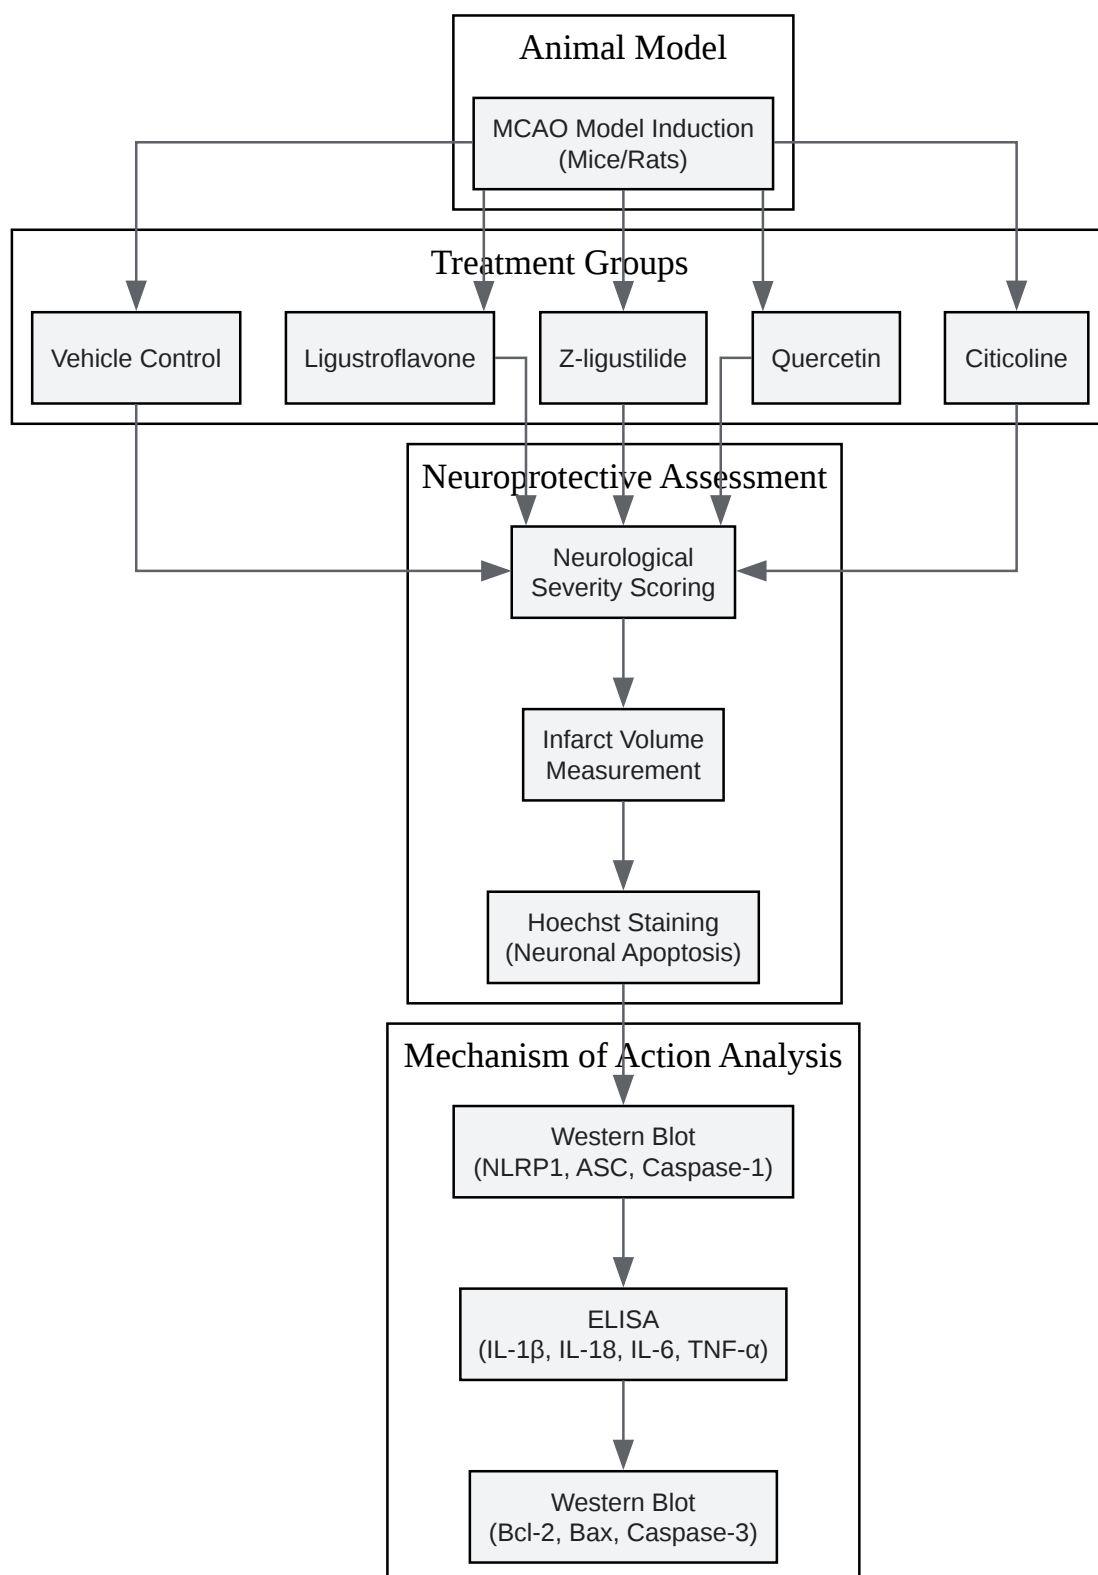 Animal Model
MCAO Model Induction
(Mice/Rats)
Treatment Groups
Vehicle Control
Ligustroflavone
Z-ligustilide
Quercetin
Citicoline
Neuroprotective Assessment
Neurological
Severity Scoring
Infarct Volume
Measurement
Hoechst Staining
(Neuronal Apoptosis)
Mechanism of Action Analysis
Western Blot
(NLRP1, ASC, Caspase-1)
ELISA
(IL-1β, IL-18, IL-6, TNF-α)
Western Blot
(Bcl-2, Bax, Caspase-3)